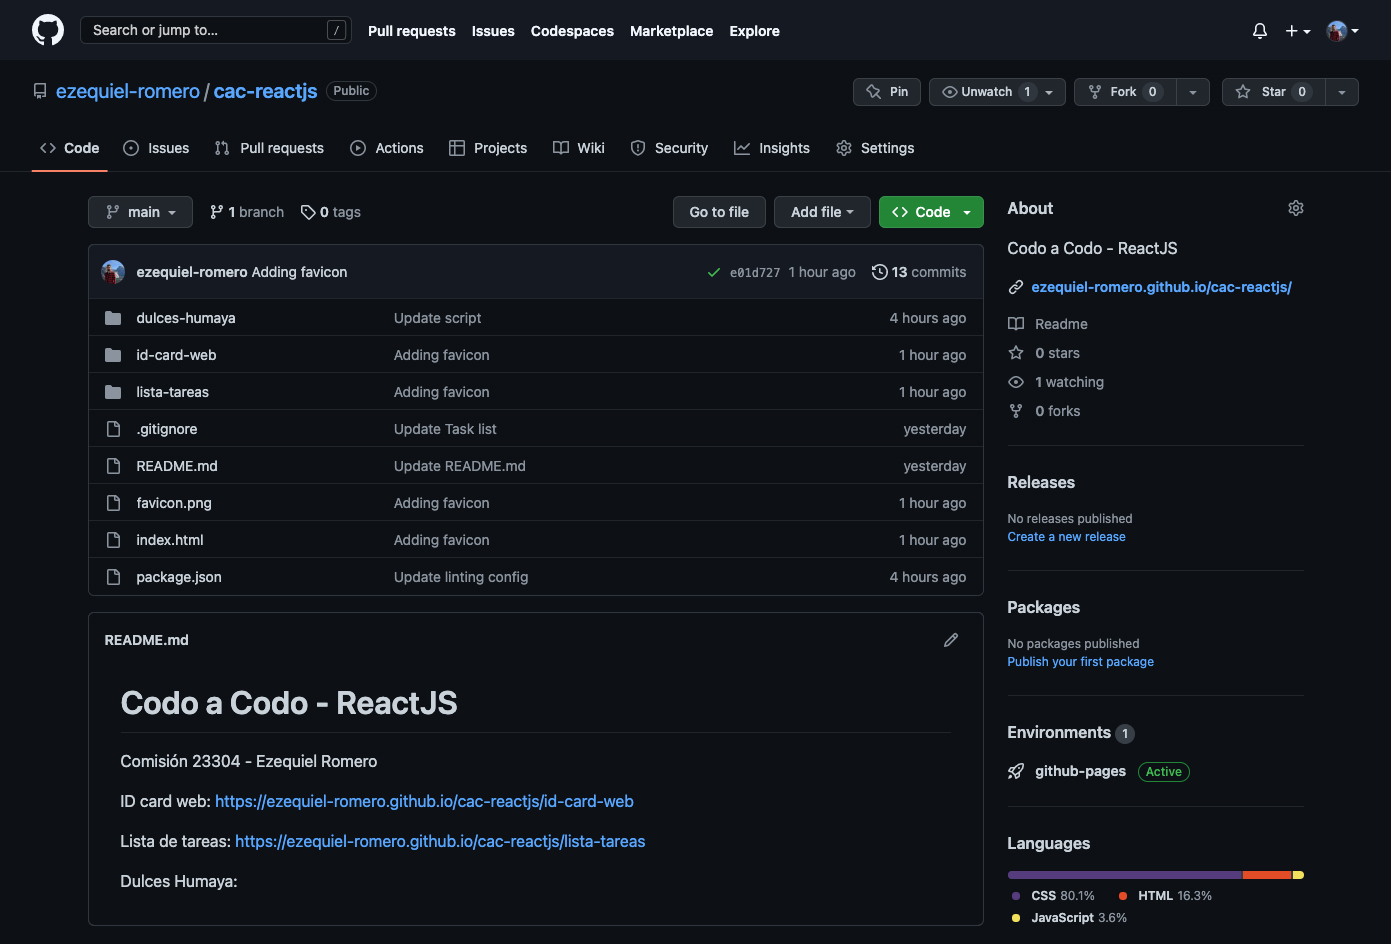 Search or jump to... /
Pull requests Issues Codespaces Marketplace Explore
ezequiel-romero / cac-reactjs Public
Pin Unwatch 1 Fork 0 Star 0
Code Issues Pull requests Actions Projects Wiki Security Insights Settings
main 1 branch 0 tags Go to file Add file Code
ezequiel-romero Adding favicon e01d727 1 hour ago 13 commits
dulces-humaya Update script 4 hours ago
id-card-web Adding favicon 1 hour ago
lista-tareas Adding favicon 1 hour ago
.gitignore Update Task list yesterday
README.md Update README.md yesterday
favicon.png Adding favicon 1 hour ago
index.html Adding favicon 1 hour ago
package.json Update linting config 4 hours ago
README.md
Codo a Codo - ReactJS
Comisión 23304 - Ezequiel Romero
ID card web: https://ezequiel-romero.github.io/cac-reactjs/id-card-web
Lista de tareas: https://ezequiel-romero.github.io/cac-reactjs/lista-tareas
Dulces Humaya:
About
Codo a Codo - ReactJS
ezequiel-romero.github.io/cac-reactjs/
Readme
0 stars
1 watching
0 forks
Releases
No releases published
Create a new release
Packages
No packages published
Publish your first package
Environments 1
github-pages Active
Languages
CSS 80.1% HTML 16.3%
JavaScript 3.6%